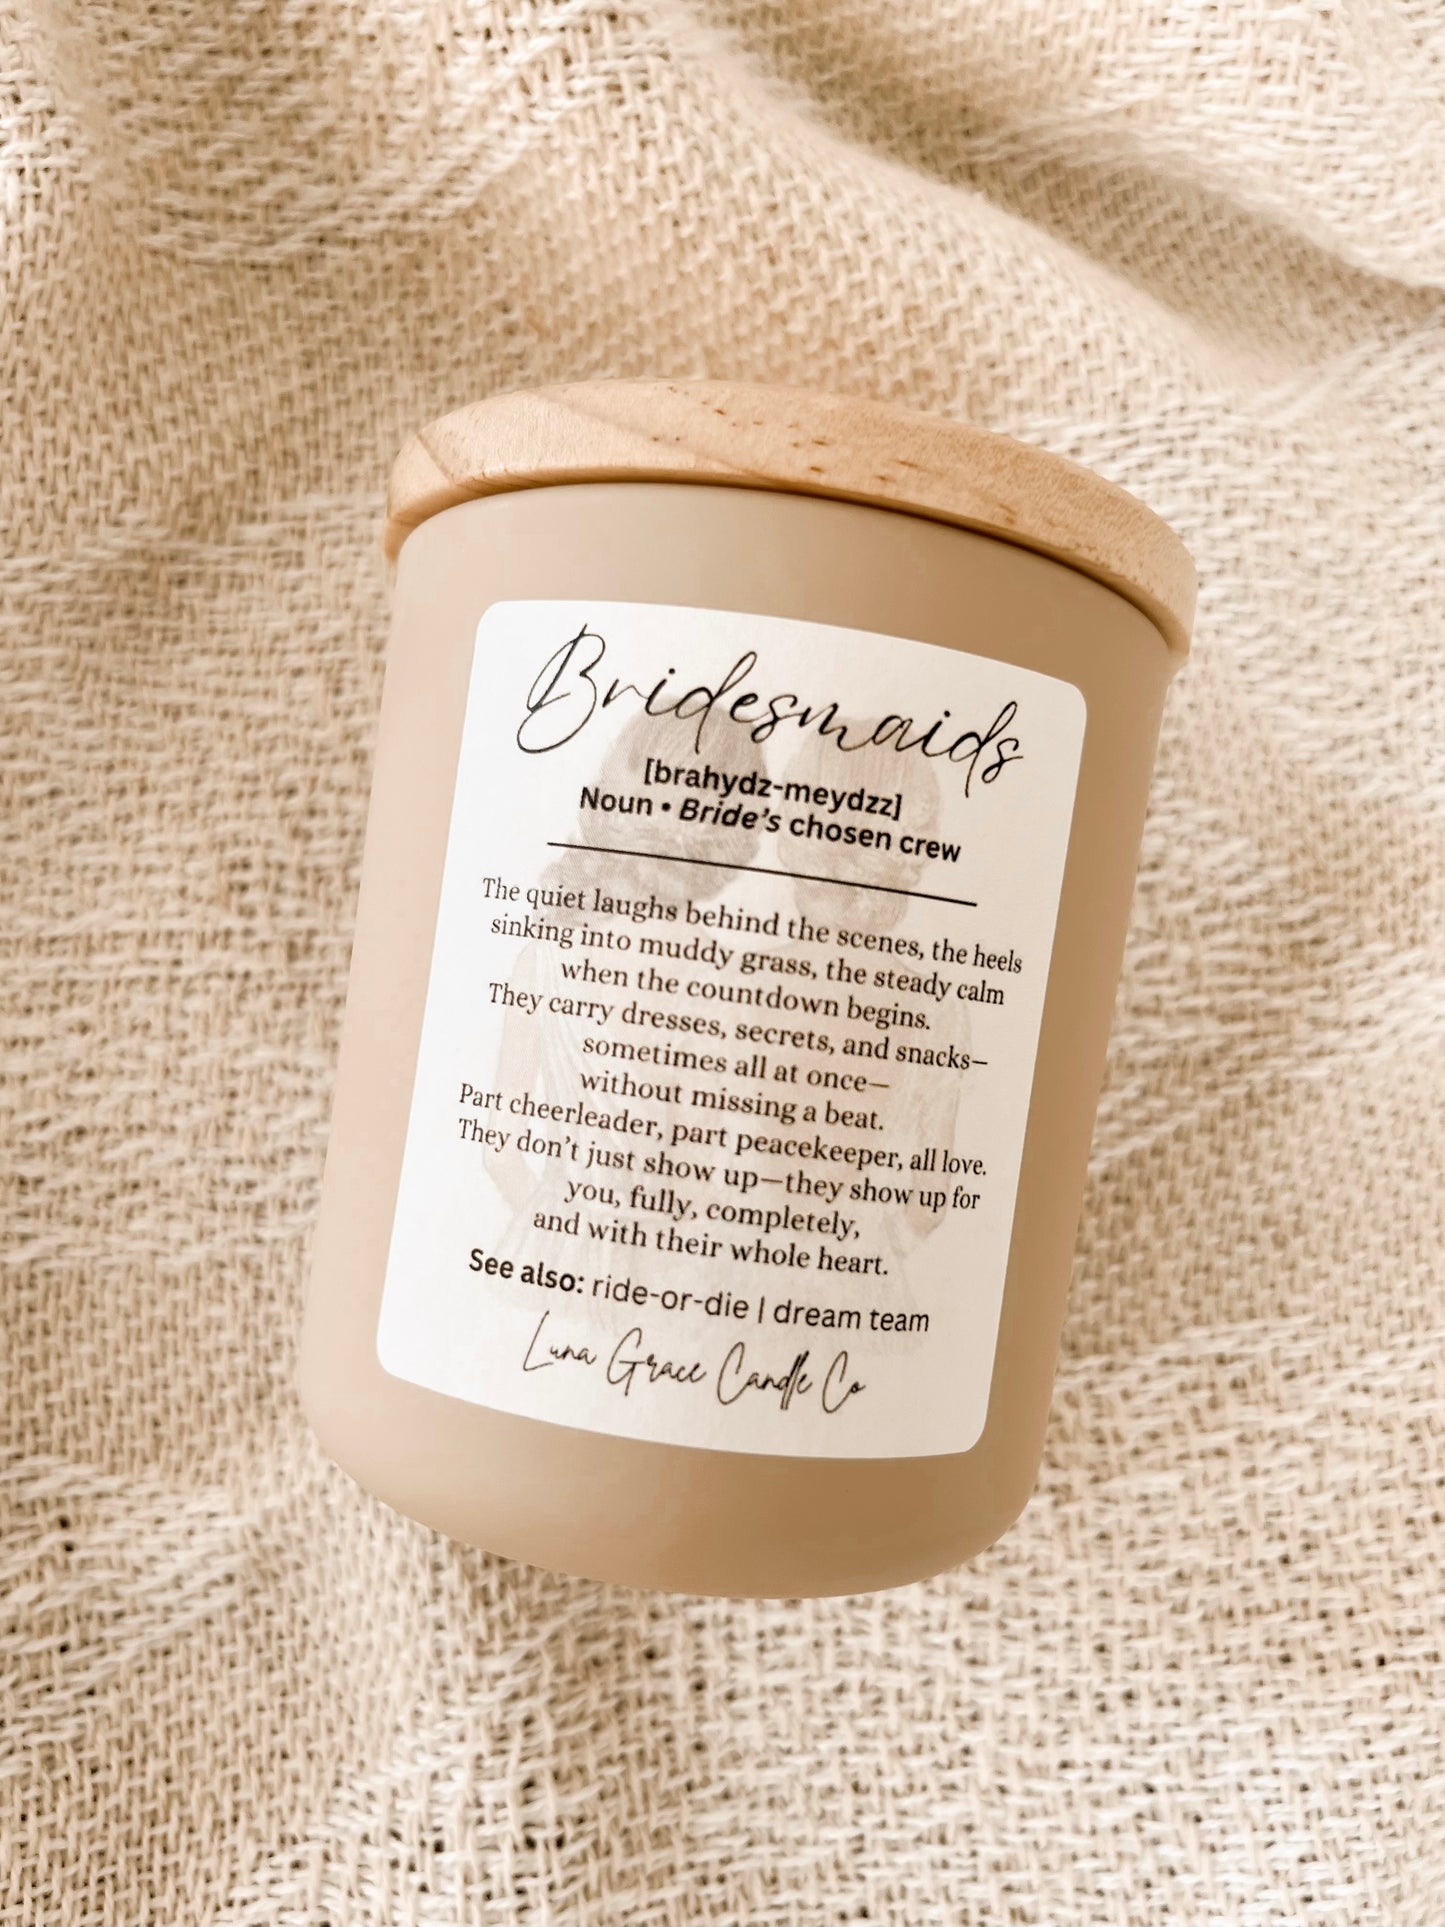 Bridesmaids
[brahydz-meydzz]
Noun • Bride's chosen crew
The quiet laughs behind the scenes, the heels
sinking into muddy grass, the steady calm
when the countdown begins.
They carry dresses, secrets, and snacks—
sometimes all at once—
without missing a beat.
Part cheerleader, part peacekeeper, all love.
They don't just show up—they show up for
you, fully, completely,
and with their whole heart.
See also: ride-or-die | dream team
Luna Grace Candle Co